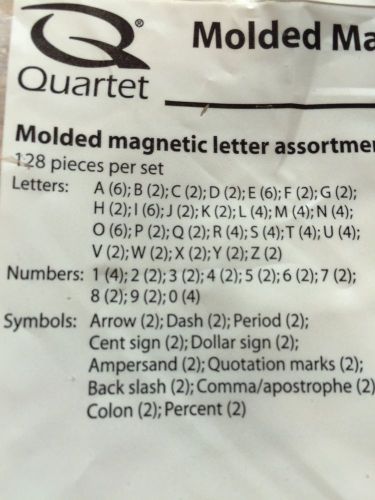 Quartet®
Molded Ma
Molded magnetic letter assortme
128 pieces per set
Letters: A (6); B (2); C (2); D (2); E (6); F (2); G (2);
H (2); I (6); J (2); K (2); L (4); M (4); N (4);
O (6); P (2); Q (2); R (4); S (4); T (4); U (4);
V (2); W (2); X (2); Y (2); Z (2)
Numbers: 1 (4); 2 (2); 3 (2); 4 (2); 5 (2); 6 (2); 7 (2);
8 (2); 9 (2); 0 (4)
Symbols: Arrow (2); Dash (2); Period (2);
Cent sign (2); Dollar sign (2);
Ampersand (2); Quotation marks (2);
Back slash (2); Comma/apostrophe (2)
Colon (2); Percent (2)